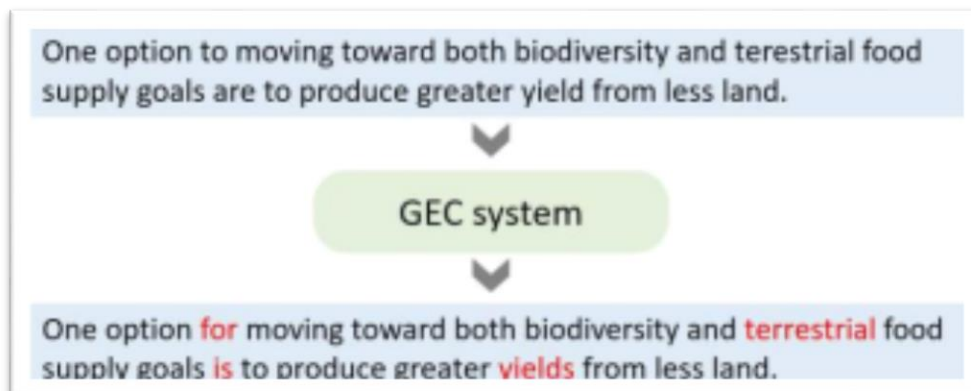 One option to moving toward both biodiversity and terestrial food
supply goals are to produce greater yield from less land.
GEC system
One option for moving toward both biodiversity and terrestrial food
supply goals is to produce greater yields from less land.